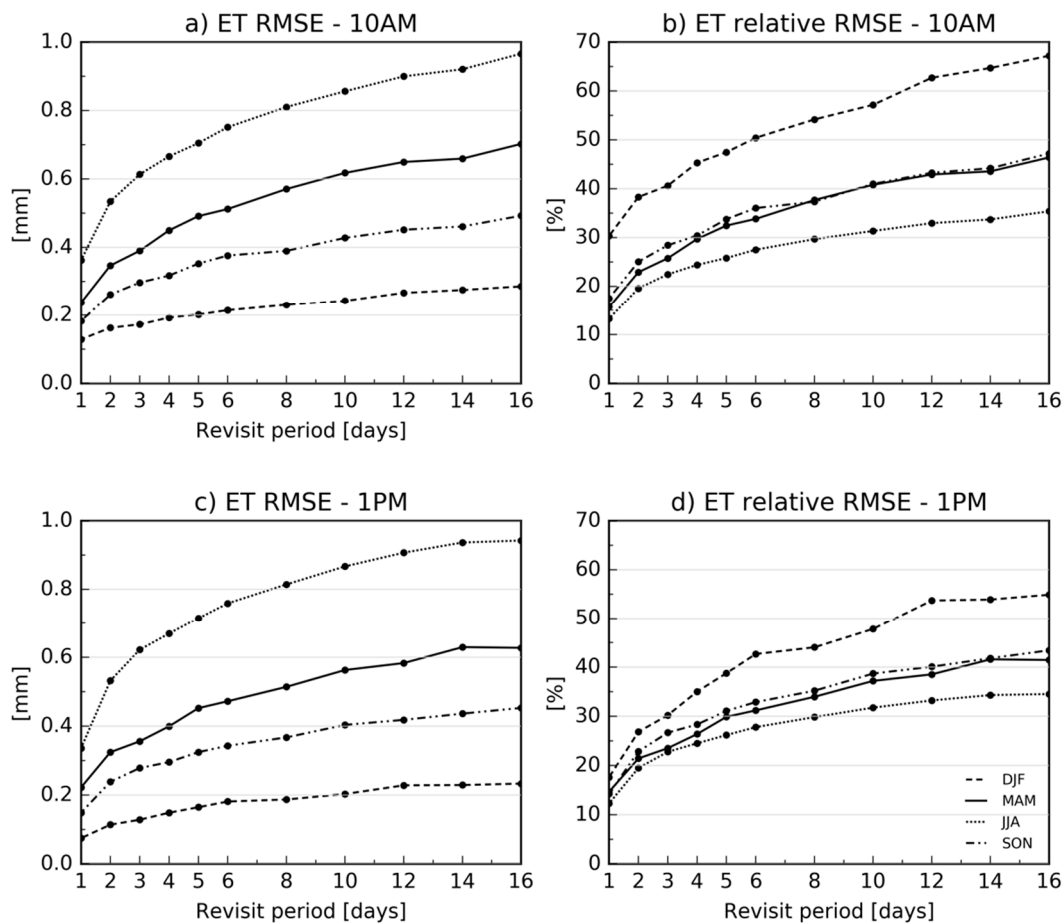 a) ET RMSE - 10AM
1.0
0.8
0.6
0.4
0.2
0.0
[mm]
1 2 3 4 5 6 8 10 12 14 16
Revisit period [days]
b) ET relative RMSE - 10AM
70
60
50
40
30
20
10
0
[%]
1 2 3 4 5 6 8 10 12 14 16
c) ET RMSE - 1PM
1.0
0.8
0.6
0.4
0.2
0.0
[mm]
1 2 3 4 5 6 8 10 12 14 16
Revisit period [days]
d) ET relative RMSE - 1PM
70
60
50
40
30
20
10
0
[%]
DJF
MAM
JJA
SON
1 2 3 4 5 6 8 10 12 14 16
Revisit period [days]